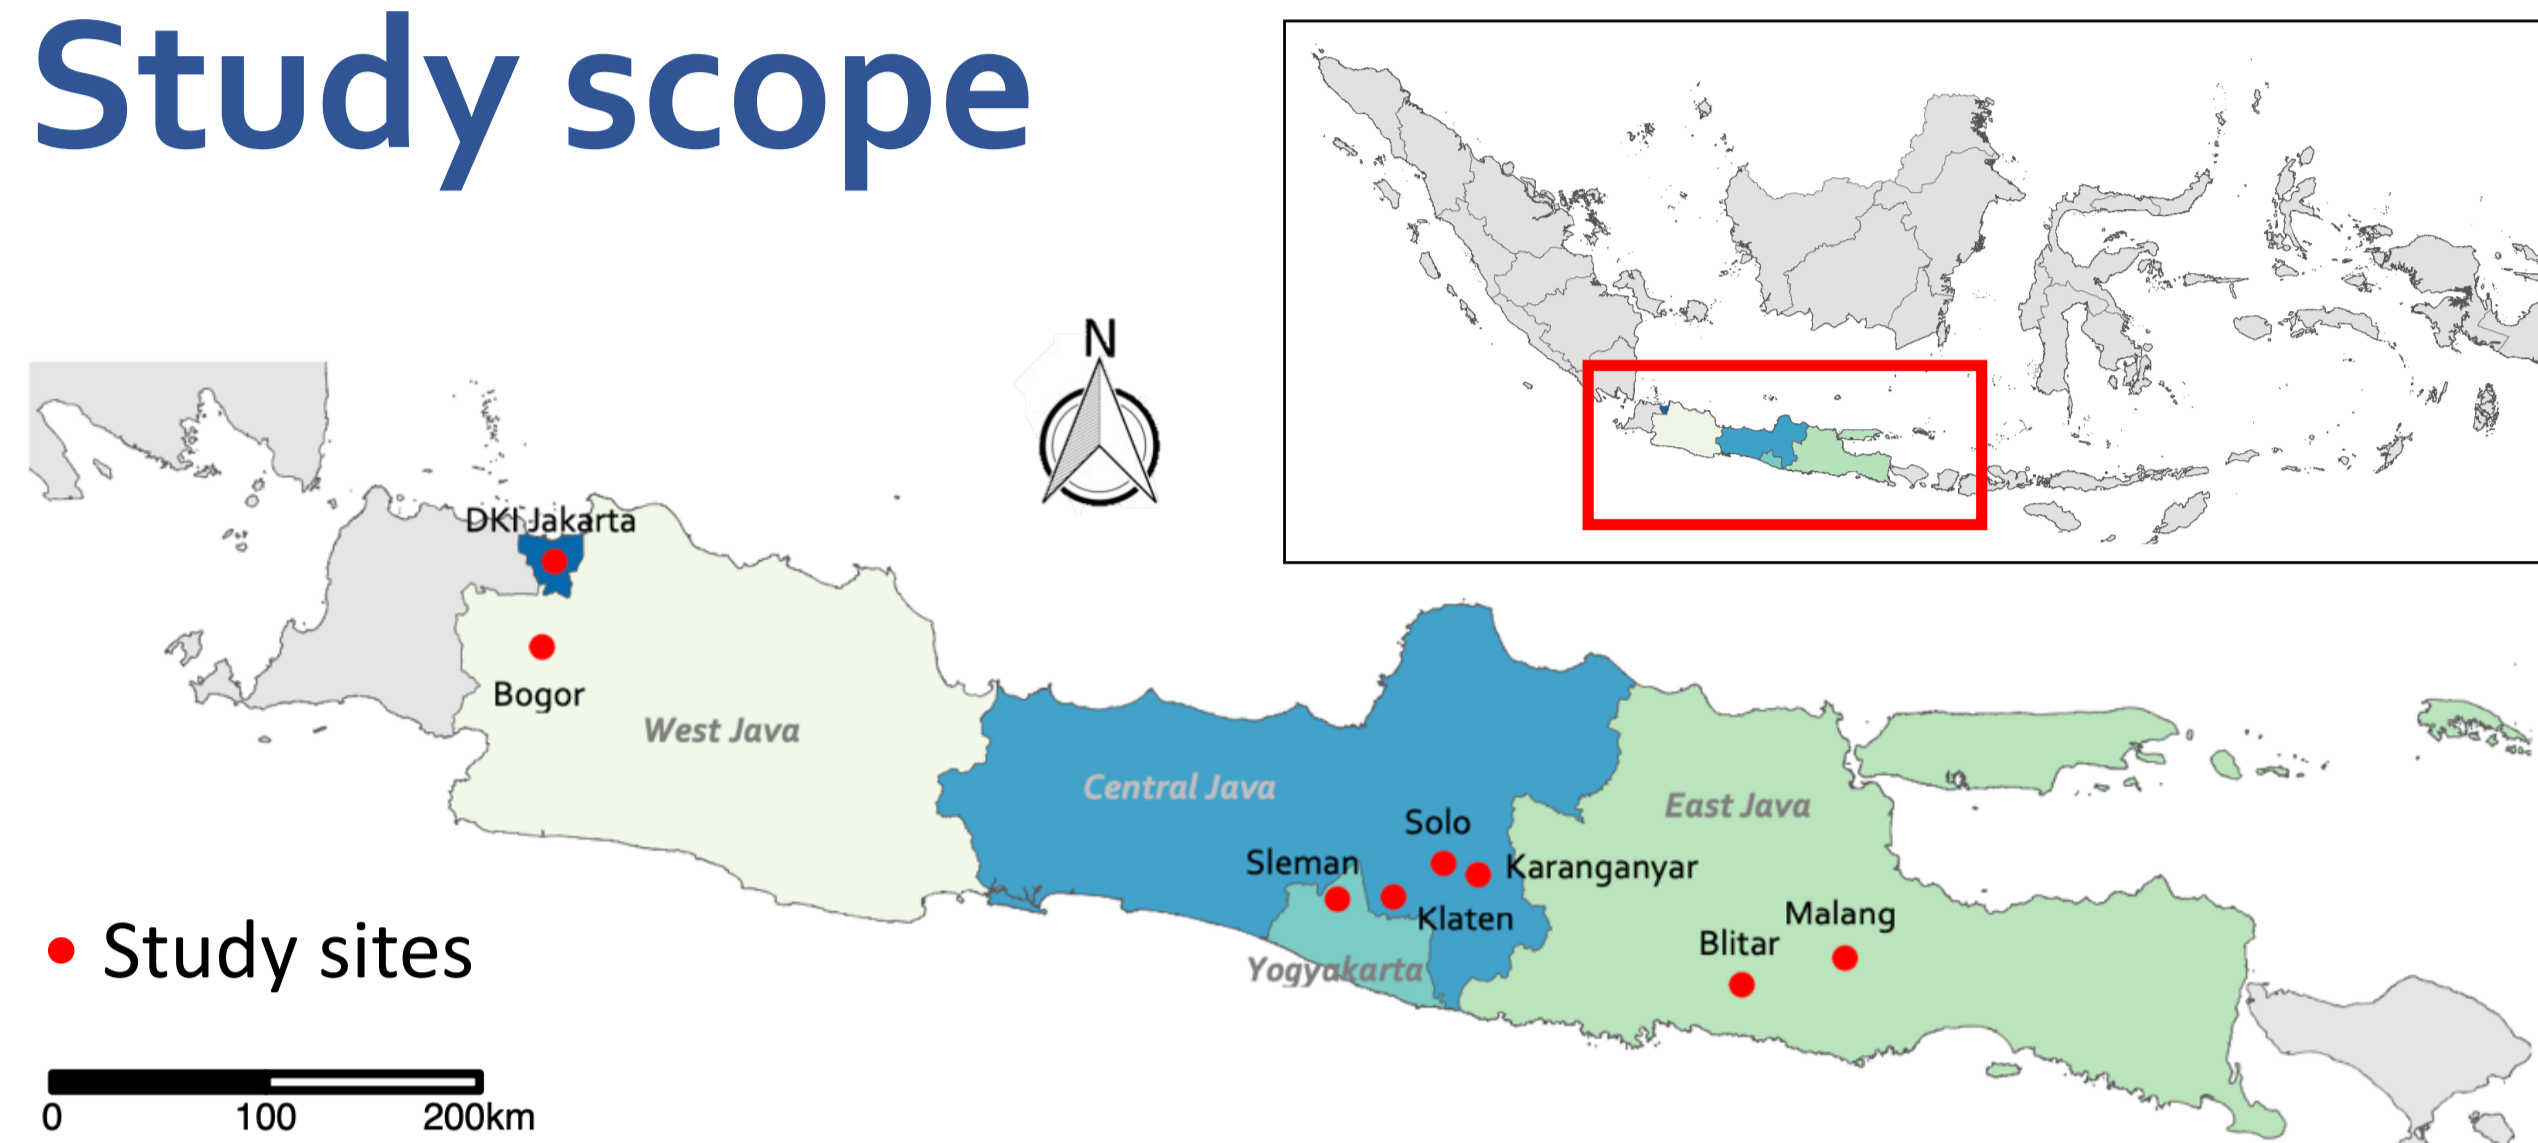 Study scope
N
DKI Jakarta
Bogor
West Java
Central Java
East Java
Solo
Sleman
Karanganyar
Klaten
Malang
Blitar
Yogyakarta
Study sites
0 100 200km